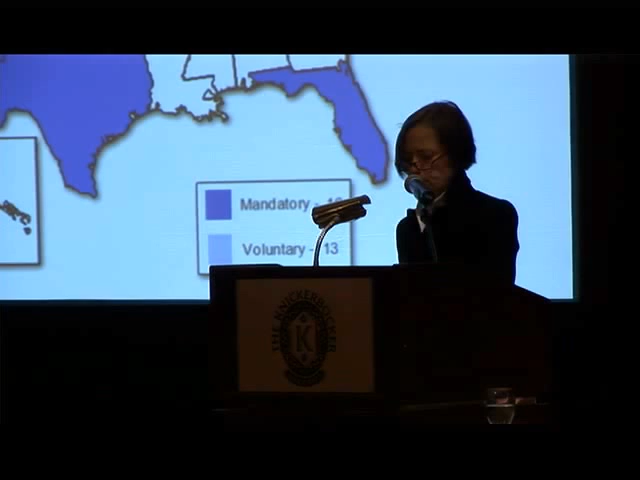 Mandatory -
Voluntary - 13
THE KNICKERBOCKER
K